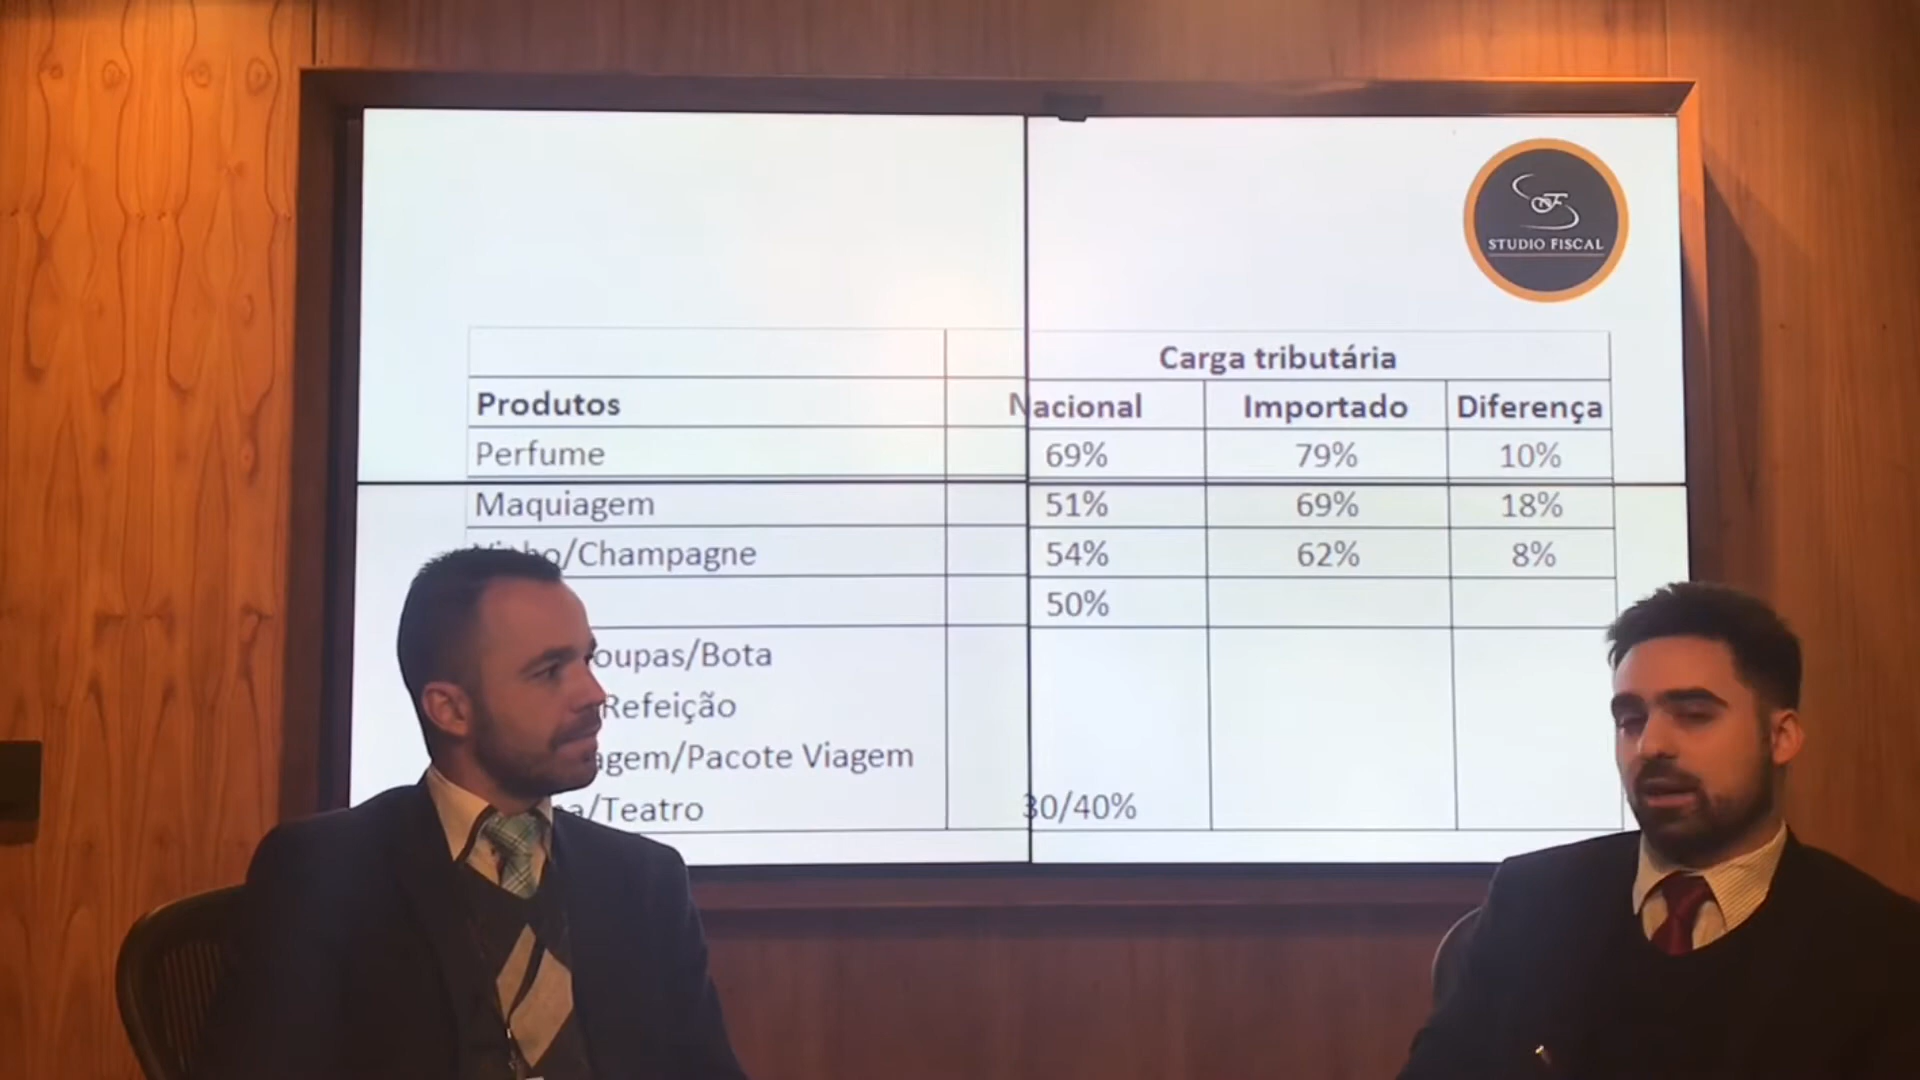 STUDIO FISCAL
Carga tributária
Produtos Nacional Importado Diferença
Perfume 69% 79% 10%
Maquiagem 51% 69% 18%
/Champagne 54% 62% 8%
50%
oupas/Bota
Refeição
agem/Pacote Viagem
a/Teatro 30/40%